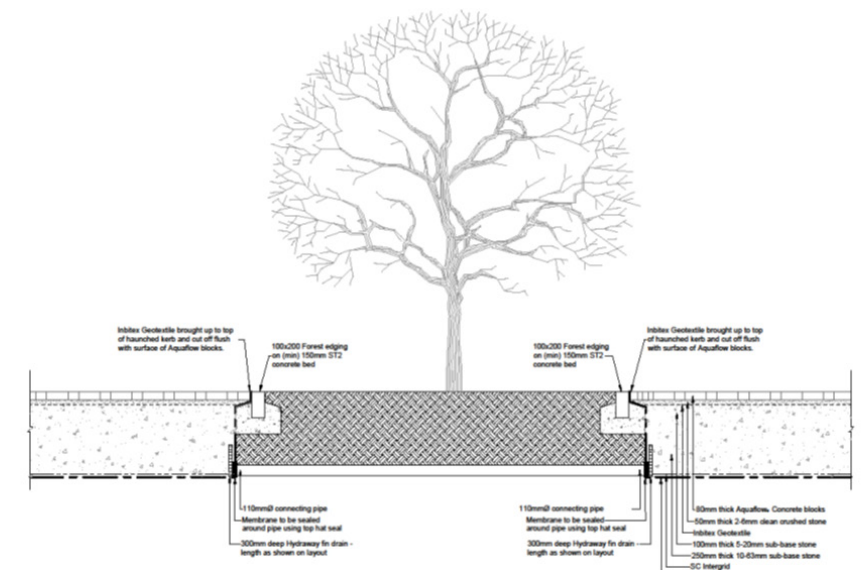 Inbitex Geotextile brought up to top
of haunched kerb and cut off flush
with surface of Aquaflow blocks.
100x200 Forest edging
on (min) 150mm ST2
concrete bed
100x200 Forest edging
on (min) 150mm ST2
concrete bed
Inbitex Geotextile brought up to top
of haunched kerb and cut off flush
with surface of Aquaflow blocks.
110mmØ connecting pipe
Membrane to be sealed
around pipe using top hat seal
300mm deep Hydraway fin drain -
length as shown on layout
110mmØ connecting pipe
Membrane to be sealed
around pipe using top hat seal
300mm deep Hydraway fin drain -
length as shown on layout
80mm thick Aquaflow Concrete blocks
50mm thick 2-6mm clean crushed stone
Inbitex Geotextile
100mm thick 5-20mm sub-base stone
250mm thick 10-63mm sub-base stone
SC Intergrid